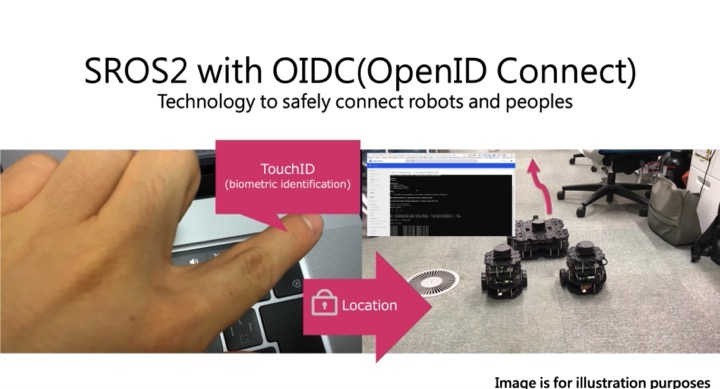 SROS2 with OIDC(OpenID Connect)
Technology to safely connect robots and peoples
TouchID
(biometric identification)
Location
Image is for illustration purposes